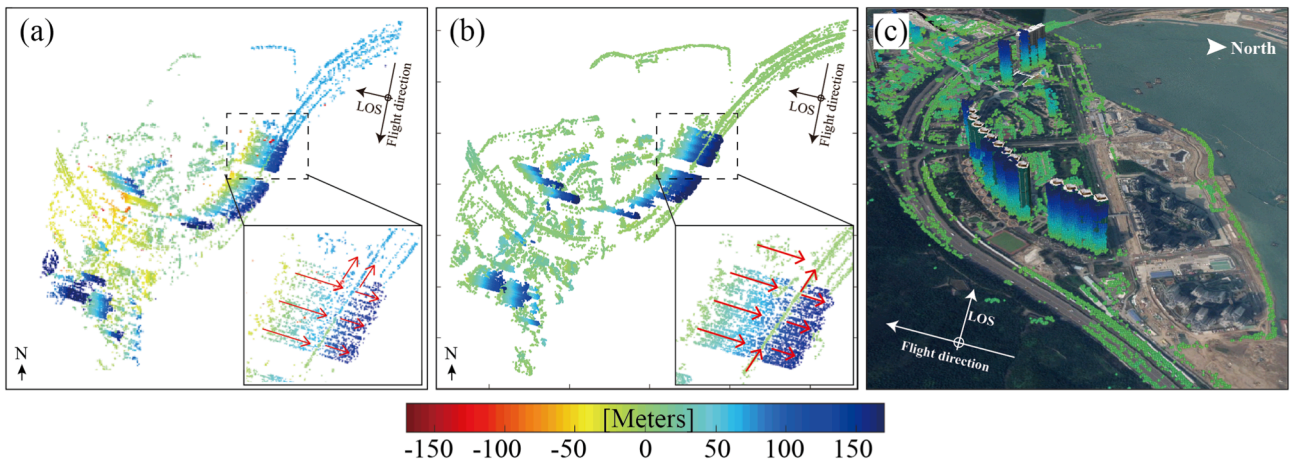 (a)
LOS
Flight direction
N
(b)
LOS
Flight direction
N
(c)
North
LOS
Flight direction
[Meters]
-150 -100 -50 0 50 100 150